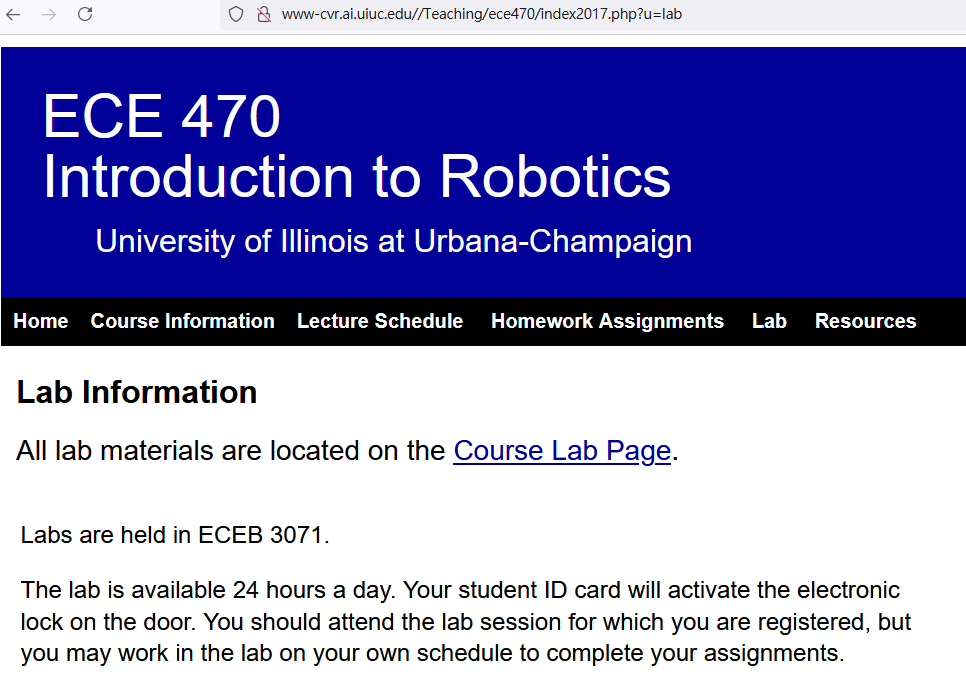 www-cvr.ai.uiuc.edu//Teaching/ece470/index2017.php?u=lab
ECE 470
Introduction to Robotics
University of Illinois at Urbana-Champaign
Home Course Information Lecture Schedule Homework Assignments Lab Resources
Lab Information
All lab materials are located on the Course Lab Page.
Labs are held in ECEB 3071.
The lab is available 24 hours a day. Your student ID card will activate the electronic
lock on the door. You should attend the lab session for which you are registered, but
you may work in the lab on your own schedule to complete your assignments.